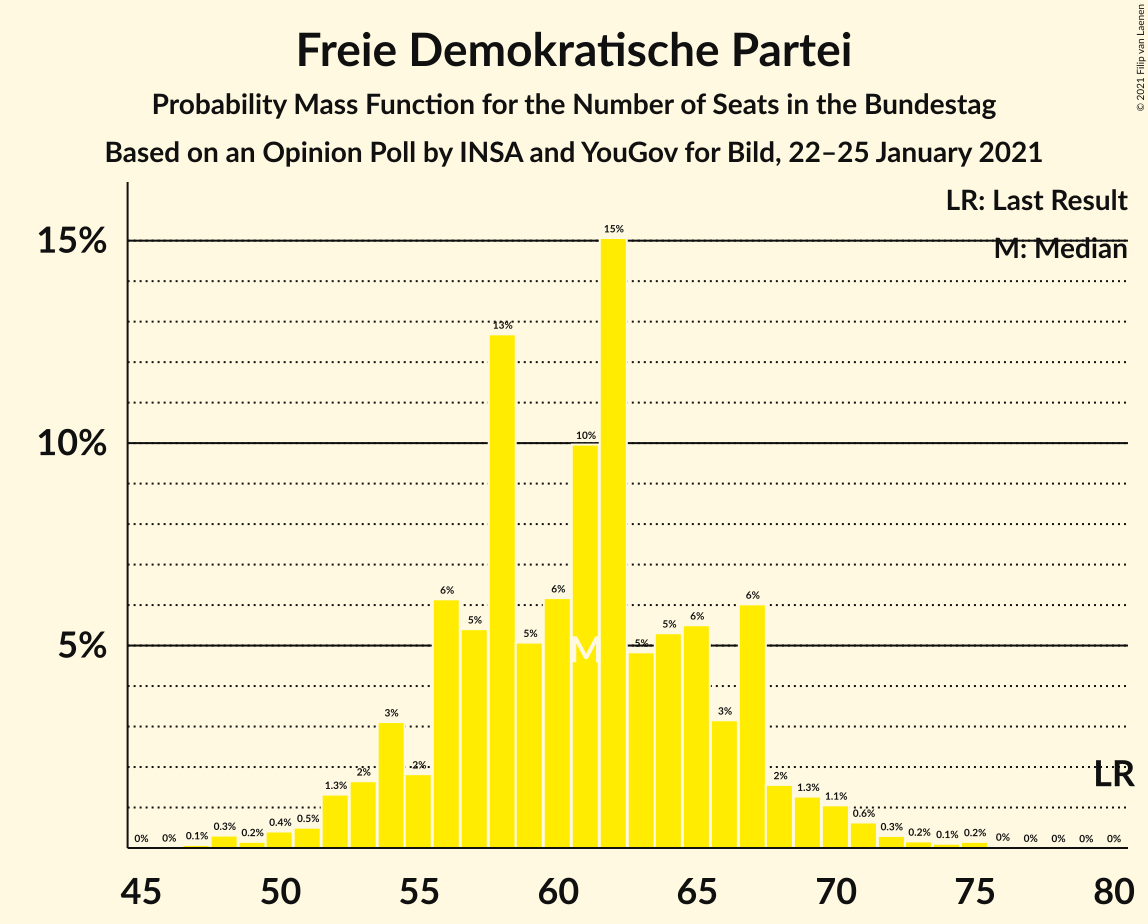 Freie Demokratische Partei
Probability Mass Function for the Number of Seats in the Bundestag
Based on an Opinion Poll by INSA and YouGov for Bild, 22–25 January 2021
© 2021 Filip van Laenen
LR: Last Result
M: Median
15%
10%
5%
0% 0% 0.1% 0.3% 0.2% 0.4% 0.5% 1.3% 2% 3% 2% 6% 5% 13% 5% 6% 10% 15% 5% 5% 6% 3% 6% 2% 1.3% 1.1% 0.6% 0.3% 0.2% 0.1% 0.2% 0% 0% 0% 0% 0%
M
LR
45 50 55 60 65 70 75 80